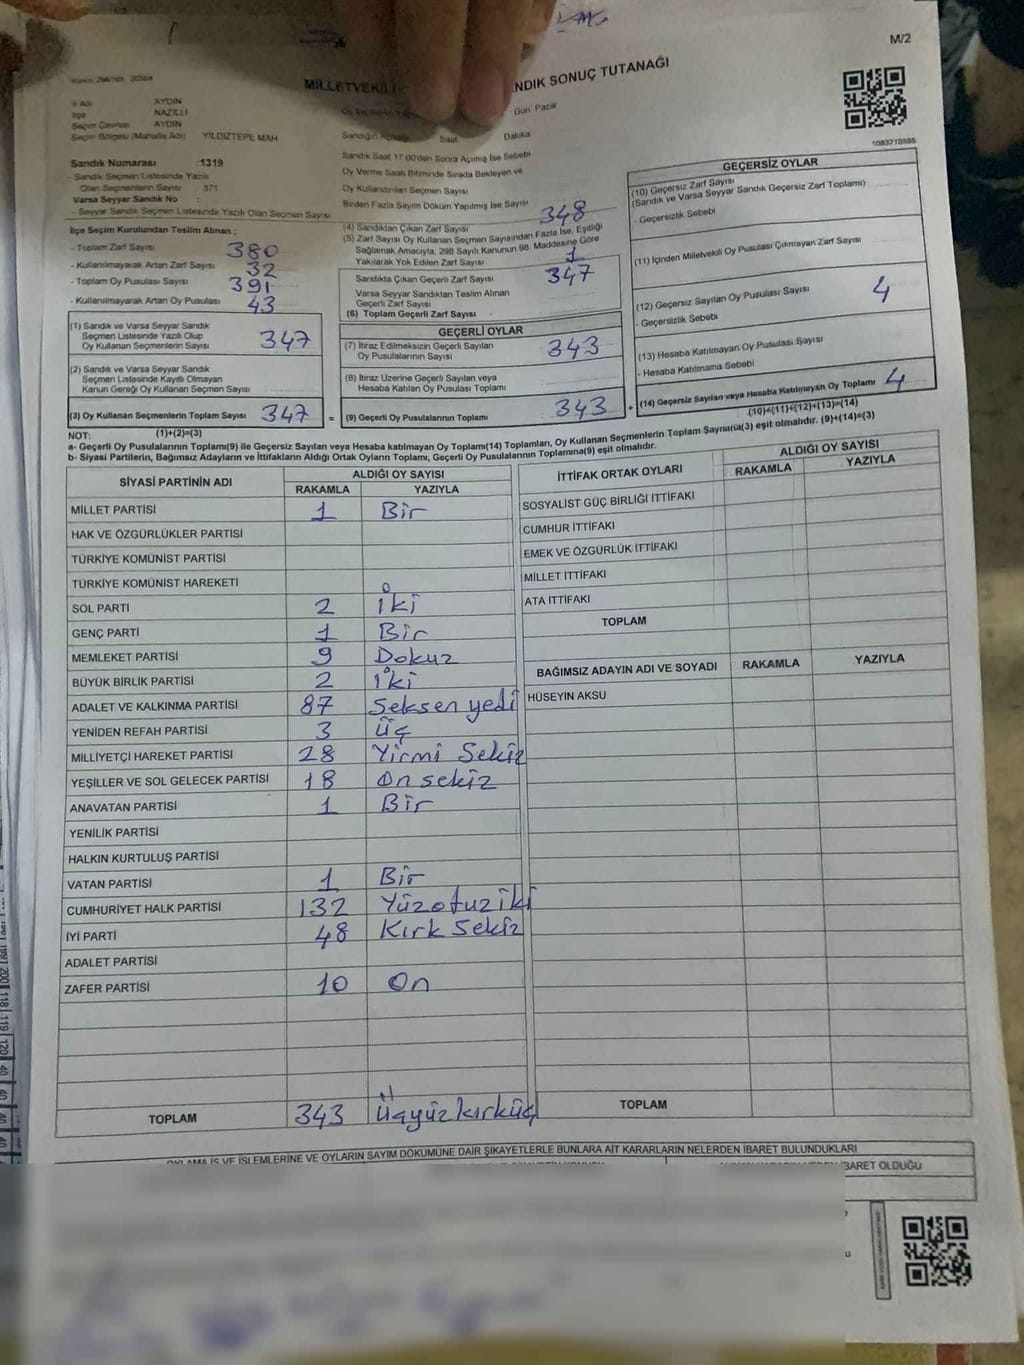 M/2
MİLLETVEKİLİ
NDIK SONUÇ TUTANAĞI
İl Adı AYDIN
İlçe NAZİLLİ
Seçim Çevresi AYDIN
Seçim Bölgesi (Mahalle Adı) YILDIZTEPE MAH
Gün Pazar
Saat Dakika
1083710595
Sandık Numarası :1319
- Sandık Seçmen Listesinde Yazılı
Olan Seçmenlerin Sayısı : 371
Varsa Seyyar Sandık No :
- Seyyar Sandık Seçmen Listesinde Yazılı Olan Seçmen Sayısı
Sandık Saat 17.00'den Sonra Açımış İse Sebebi
Oy Verme Saati Bitiminde Sırada Bekleyen ve
Oy Kullandırılan Seçmen Sayısı
Birden Fazla Sayım Döküm Yapılmış İse Sayısı
İlçe Seçim Kurulundan Teslim Alınan ;
- Toplam Zarf Sayısı 380
- Kullanılmayarak Artan Zarf Sayısı 32
- Toplam Oy Pusulası Sayısı 391
- Kullanılmayarak Artan Oy Pusulası 43
(4) Sandıktan Çıkan Zarf Sayısı 348
(5) Zarf Sayısı Oy Kullanan Seçmen Sayısından Fazla İse, Eşitliği
Sağlamak Amacıyla, 298 Sayılı Kanunun 98. Maddesine Göre
Yakılarak Yok Edilen Zarf Sayısı 1
Sandıkta Çıkan Geçerli Zarf Sayısı 347
Varsa Seyyar Sandıktan Teslim Alınan
Geçerli Zarf Sayısı
(6) Toplam Geçerli Zarf Sayısı
GEÇERSİZ OYLAR
(10) Geçersiz Zarf Sayısı
(Sandık ve Varsa Seyyar Sandık Geçersiz Zarf Toplamı)
- Geçersizlik Sebebi
(11) İçinden Milletvekili Oy Pusulası Çıkmayan Zarf Sayısı
(12) Geçersiz Sayılan Oy Pusulası Sayısı 4
- Geçersizlik Sebebi
(13) Hesaba Katılmayan Oy Pusulası Sayısı
- Hesaba Katılmama Sebebi
(14) Geçersiz Sayılan veya Hesaba Katılmayan Oy Toplamı 4
(10)+(11)+(12)+(13)=(14)
(1) Sandık ve Varsa Seyyar Sandık
Seçmen Listesinde Yazılı Olup
Oy Kullanan Seçmenlerin Sayısı 347
(2) Sandık ve Varsa Seyyar Sandık
Seçmen Listesinde Kayıtlı Olmayan
Kanun Gereği Oy Kullanan Seçmen Sayısı
(3) Oy Kullanan Seçmenlerin Toplam Sayısı 347 =
GEÇERLİ OYLAR
(7) İtiraz Edilmeksizin Geçerli Sayılan
Oy Pusulalarının Sayısı 343
(8) İtiraz Üzerine Geçerli Sayılan veya
Hesaba Katılan Oy Pusulası Toplamı
(9) Geçerli Oy Pusulalarının Toplamı 343 +
NOT: (1)+(2)=(3)
a- Geçerli Oy Pusulalarının Toplamı(9) ile Geçersiz Sayılan veya Hesaba katılmayan Oy Toplamı(14) Toplamları, Oy Kullanan Seçmenlerin Toplam Sayısına(3) eşit olmalıdır. (9)+(14)=(3)
b- Siyasi Partilerin, Bağımsız Adayların ve İttifakların Aldığı Ortak Oyların Toplamı, Geçerli Oy Pusulalarının Toplamına(9) eşit olmalıdır.
SİYASİ PARTİNİN ADI ALDIĞI OY SAYISI
RAKAMLA YAZIYLA
MİLLET PARTİSİ 1 Bir
HAK VE ÖZGÜRLÜKLER PARTİSİ
TÜRKİYE KOMÜNİST PARTİSİ
TÜRKİYE KOMÜNİST HAREKETİ
SOL PARTİ 2 İki
GENÇ PARTİ 1 Bir
MEMLEKET PARTİSİ 9 Dokuz
BÜYÜK BİRLİK PARTİSİ 2 İki
ADALET VE KALKINMA PARTİSİ 87 Seksen yedi
YENİDEN REFAH PARTİSİ 3 Üç
MİLLİYETÇİ HAREKET PARTİSİ 28 Yirmi Sekiz
YEŞİLLER VE SOL GELECEK PARTİSİ 18 On sekiz
ANAVATAN PARTİSİ 1 Bir
YENİLİK PARTİSİ
HALKIN KURTULUŞ PARTİSİ
VATAN PARTİSİ 1 Bir
CUMHURİYET HALK PARTİSİ 132 Yüzotuziki
İYİ PARTİ 48 Kırk Sekiz
ADALET PARTİSİ
ZAFER PARTİSİ 10 On
TOPLAM 343 Üçyüzkırküç
İTTİFAK ORTAK OYLARI ALDIĞI OY SAYISI
RAKAMLA YAZIYLA
SOSYALİST GÜÇ BİRLİĞİ İTTİFAKI
CUMHUR İTTİFAKI
EMEK VE ÖZGÜRLÜK İTTİFAKI
MİLLET İTTİFAKI
ATA İTTİFAKI
TOPLAM
BAĞIMSIZ ADAYIN ADI VE SOYADI RAKAMLA YAZIYLA
HÜSEYİN AKSU
TOPLAM
OYLAMA İŞ VE İŞLEMLERİNE VE OYLARIN SAYIM DÖKÜMÜNE DAİR ŞİKAYETLERLE BUNLARA AİT KARARLARIN NELERDEN İBARET BULUNDUKLARI
BARET OLDUĞU